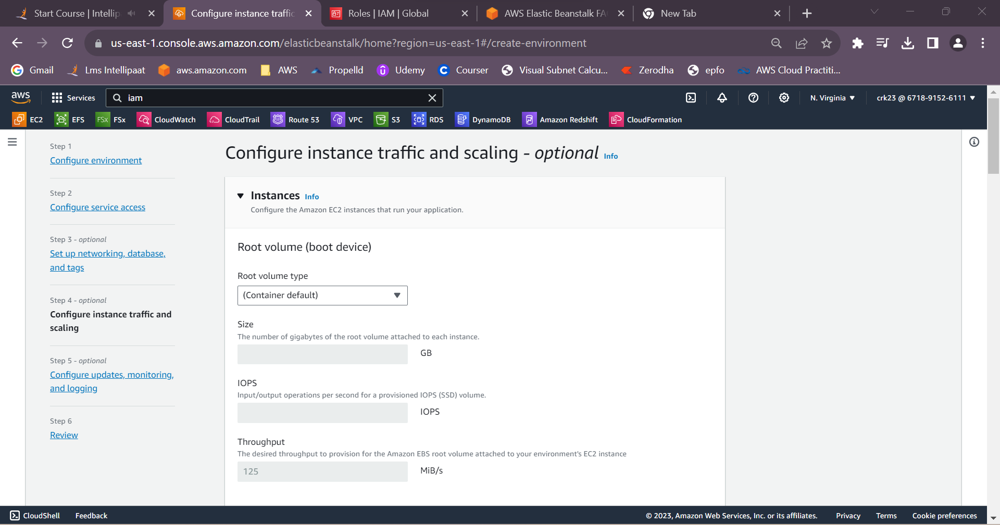 Start Course | Intellip
Configure instance traffic
Roles | IAM | Global
AWS Elastic Beanstalk FA
New Tab
us-east-1.console.aws.amazon.com/elasticbeanstalk/home?region=us-east-1#/create-environment
Gmail
Lms Intellipaat
aws.amazon.com
AWS
Propelld
Udemy
Courser
Visual Subnet Calcu...
Zerodha
epfo
AWS Cloud Practiti...
aws
Services
iam
N. Virginia
crk23 @ 6718-9152-6111
EC2
EFS
FSx
FSx
CloudWatch
CloudTrail
Route 53
VPC
S3
RDS
DynamoDB
Amazon Redshift
CloudFormation
Step 1
Configure environment
Step 2
Configure service access
Step 3 - optional
Set up networking, database,
and tags
Step 4 - optional
Configure instance traffic and
scaling
Step 5 - optional
Configure updates, monitoring,
and logging
Step 6
Review
Configure instance traffic and scaling - optional Info
Instances Info
Configure the Amazon EC2 instances that run your application.
Root volume (boot device)
Root volume type
(Container default)
Size
The number of gigabytes of the root volume attached to each instance.
GB
IOPS
Input/output operations per second for a provisioned IOPS (SSD) volume.
IOPS
Throughput
The desired throughput to provision for the Amazon EBS root volume attached to your environment's EC2 instance
125
MiB/s
CloudShell
Feedback
© 2023, Amazon Web Services, Inc. or its affiliates.
Privacy
Terms
Cookie preferences